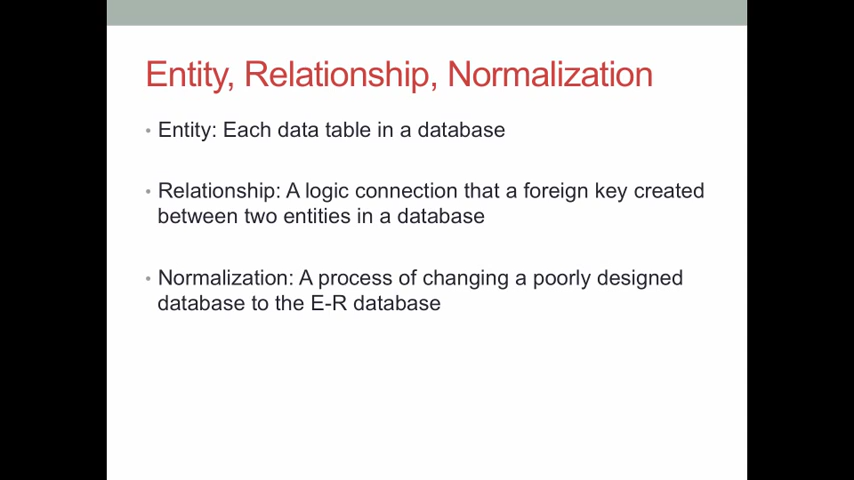 Entity, Relationship, Normalization
• Entity: Each data table in a database
• Relationship: A logic connection that a foreign key created
between two entities in a database
• Normalization: A process of changing a poorly designed
database to the E-R database